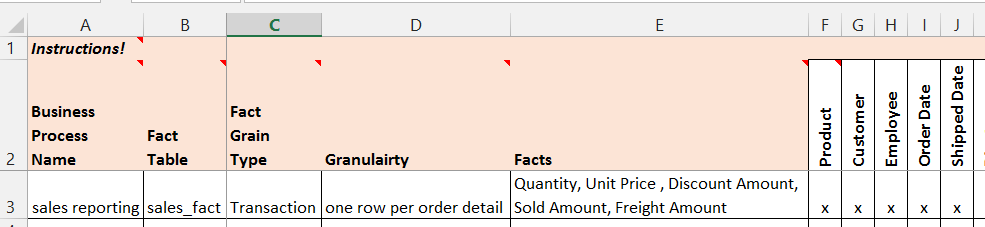 A B C D E F G H I J
1 Instructions!
2 Business Process Name Fact Table Fact Grain Type Granulairty Facts Product Customer Employee Order Date Shipped Date
3 sales reporting sales_fact Transaction one row per order detail Quantity, Unit Price , Discount Amount, Sold Amount, Freight Amount x x x x x